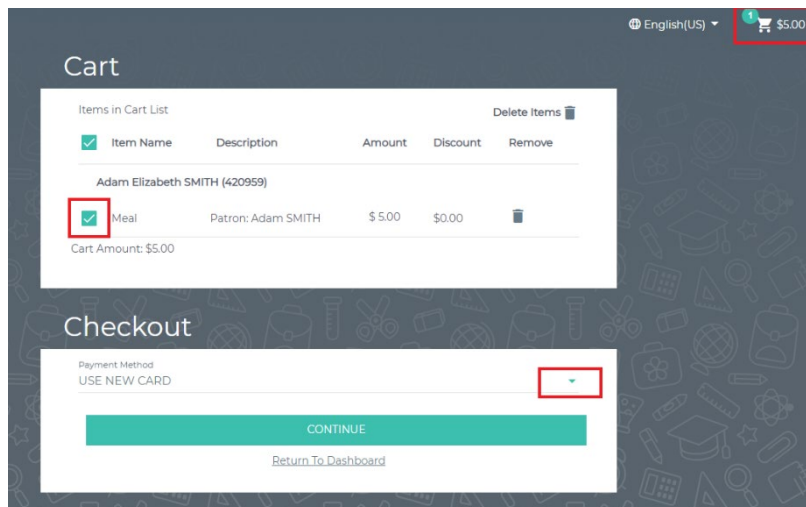 English(US)
1
$5.00
Cart
Items in Cart List
Delete Items
Item Name Description Amount Discount Remove
Adam Elizabeth SMITH (420959)
Meal Patron: Adam SMITH $ 5.00 $0.00
Cart Amount: $5.00
Checkout
Payment Method
USE NEW CARD
CONTINUE
Return To Dashboard